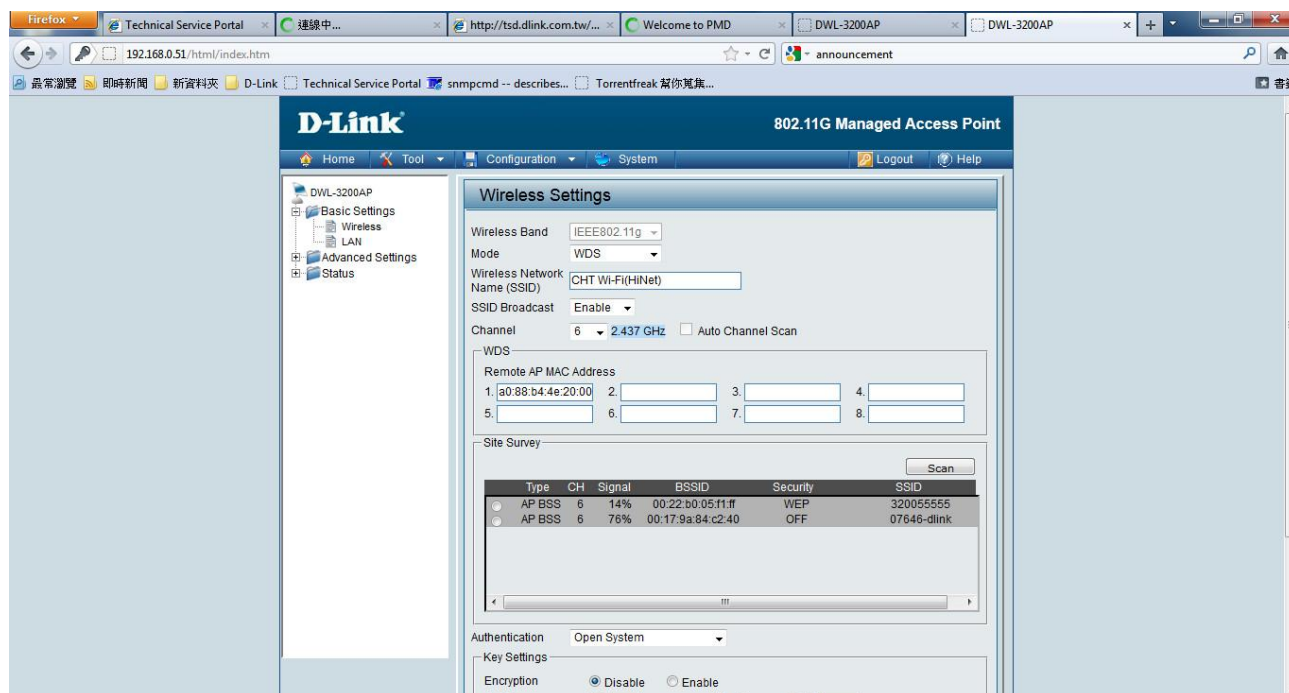 Firefox
Technical Service Portal
連線中...
http://tsd.dlink.com.tw/...
Welcome to PMD
DWL-3200AP
DWL-3200AP
192.168.0.51/html/index.htm
announcement
最常瀏覽 即時新聞 新資料夾 D-Link Technical Service Portal snmpcmd -- describes... Torrentfreak 幫你蒐集...
D-Link
802.11G Managed Access Point
Home Tool Configuration System Logout Help
DWL-3200AP
Basic Settings
Wireless
LAN
Advanced Settings
Status
Wireless Settings
Wireless Band IEEE802.11g
Mode WDS
Wireless Network
Name (SSID) CHT Wi-Fi(HiNet)
SSID Broadcast Enable
Channel 6 2.437 GHz Auto Channel Scan
WDS
Remote AP MAC Address
1. a0:88:b4:4e:20:00 2. 3. 4.
5. 6. 7. 8.
Site Survey
Scan
Type CH Signal BSSID Security SSID
AP BSS 6 14% 00:22:b0:05:f1:ff WEP 320055555
AP BSS 6 76% 00:17:9a:84:c2:40 OFF 07646-dlink
Authentication Open System
Key Settings
Encryption Disable Enable